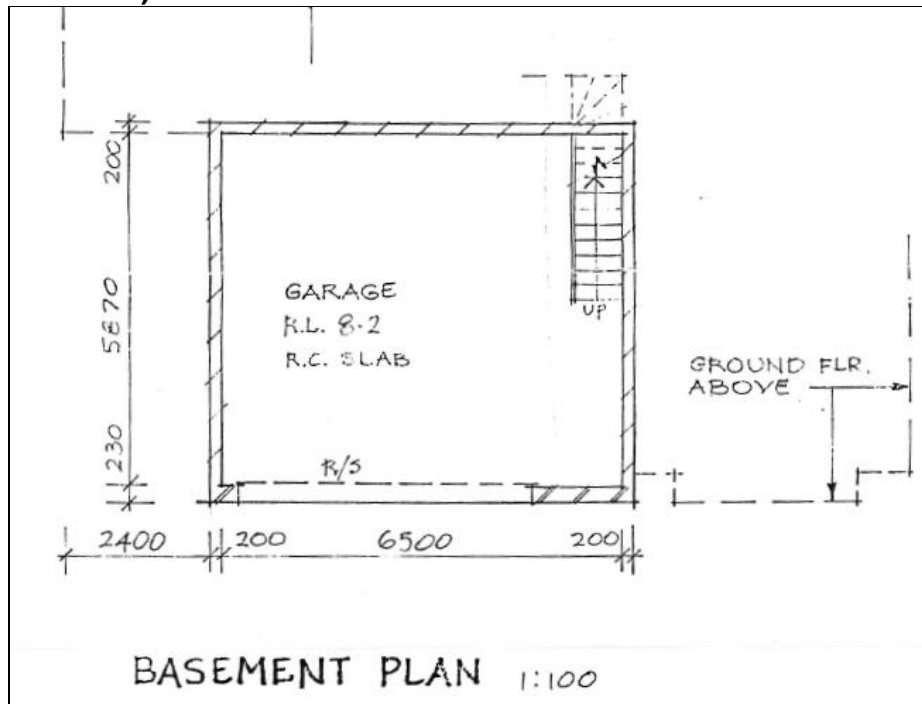 200
5870
230
GARAGE
R.L. 8.2
R.C. SLAB
UP
GROUND FLR.
ABOVE
R/S
2400
200
6500
200
BASEMENT PLAN 1:100